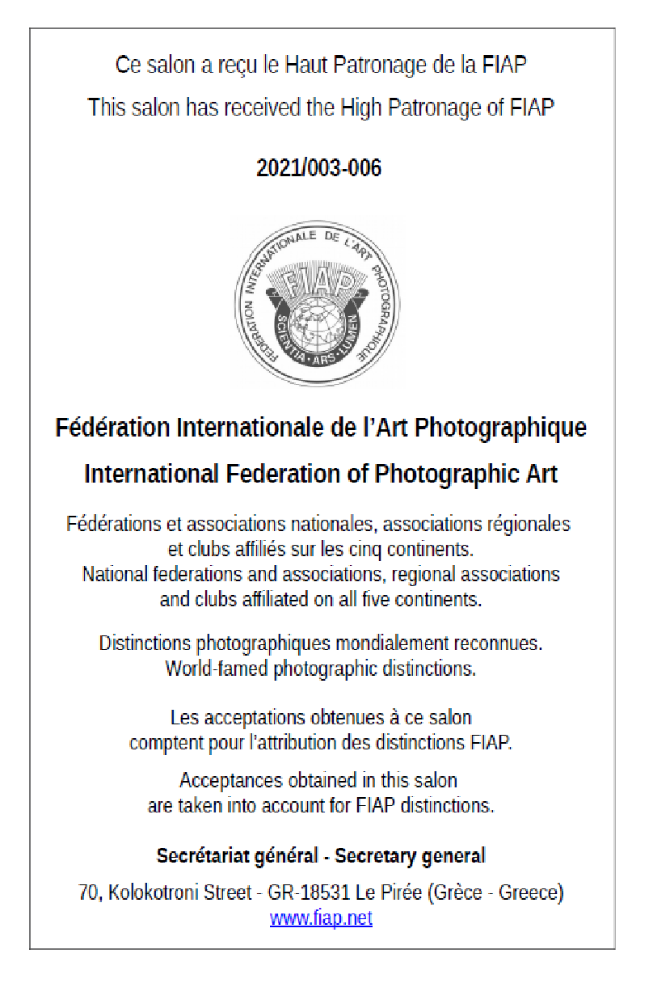 Ce salon a reçu le Haut Patronage de la FIAP
This salon has received the High Patronage of FIAP
2021/003-006
FEDERATION INTERNATIONALE DE L'ART PHOTOGRAPHIQUE
FIAP
SCIENTIA · ARS · LUMEN
Fédération Internationale de l’Art Photographique
International Federation of Photographic Art
Fédérations et associations nationales, associations régionales
et clubs affiliés sur les cinq continents.
National federations and associations, regional associations
and clubs affiliated on all five continents.
Distinctions photographiques mondialement reconnues.
World-famed photographic distinctions.
Les acceptations obtenues à ce salon
comptent pour l’attribution des distinctions FIAP.
Acceptances obtained in this salon
are taken into account for FIAP distinctions.
Secrétariat général - Secretary general
70, Kolokotroni Street - GR-18531 Le Pirée (Grèce - Greece)
www.fiap.net